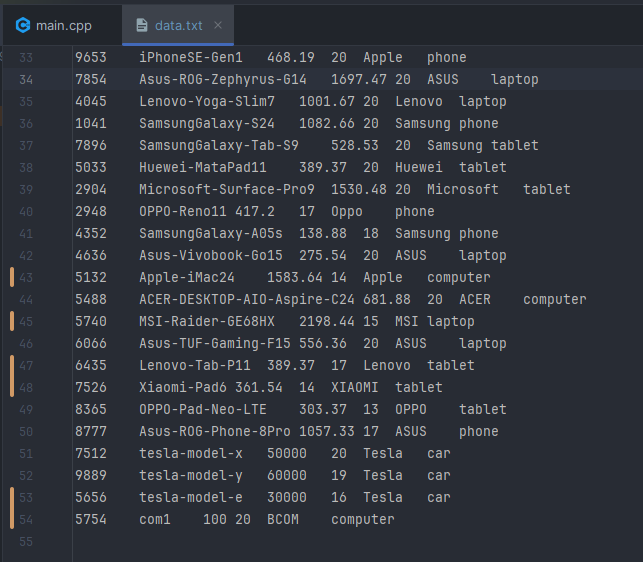 main.cpp data.txt ×
33 9653 iPhoneSE-Gen1 468.19 20 Apple phone
34 7854 Asus-ROG-Zephyrus-G14 1697.47 20 ASUS laptop
35 4045 Lenovo-Yoga-Slim7 1001.67 20 Lenovo laptop
36 1041 SamsungGalaxy-S24 1082.66 20 Samsung phone
37 7896 SamsungGalaxy-Tab-S9 528.53 20 Samsung tablet
38 5033 Huewei-MataPad11 389.37 20 Huewei tablet
39 2904 Microsoft-Surface-Pro9 1530.48 20 Microsoft tablet
40 2948 OPPO-Reno11 417.2 17 Oppo phone
41 4352 SamsungGalaxy-A05s 138.88 18 Samsung phone
42 4636 Asus-Vivobook-Go15 275.54 20 ASUS laptop
43 5132 Apple-iMac24 1583.64 14 Apple computer
44 5488 ACER-DESKTOP-AIO-Aspire-C24 681.88 20 ACER computer
45 5740 MSI-Raider-GE68HX 2198.44 15 MSI laptop
46 6066 Asus-TUF-Gaming-F15 556.36 20 ASUS laptop
47 6435 Lenovo-Tab-P11 389.37 17 Lenovo tablet
48 7526 Xiaomi-Pad6 361.54 14 XIAOMI tablet
49 8365 OPPO-Pad-Neo-LTE 303.37 13 OPPO tablet
50 8777 Asus-ROG-Phone-8Pro 1057.33 17 ASUS phone
51 7512 tesla-model-x 50000 20 Tesla car
52 9889 tesla-model-y 60000 19 Tesla car
53 5656 tesla-model-e 30000 16 Tesla car
54 5754 com1 100 20 BCOM computer
55